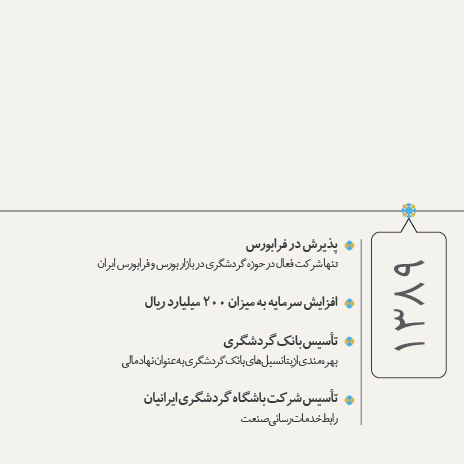 ۱۳۸۹
پذیرش در فرابورس
تنها شرکت فعال در حوزه گردشگری در بازار بورس و فرابورس ایران
افزایش سرمایه به میزان ۲۰۰ میلیارد ریال
تأسیس بانک گردشگری
بهره‌مندی از پتانسیل‌های بانک گردشگری به‌عنوان نهاد مالی
تأسیس شرکت باشگاه گردشگری ایرانیان
رابط خدمات‌رسانی صنعت